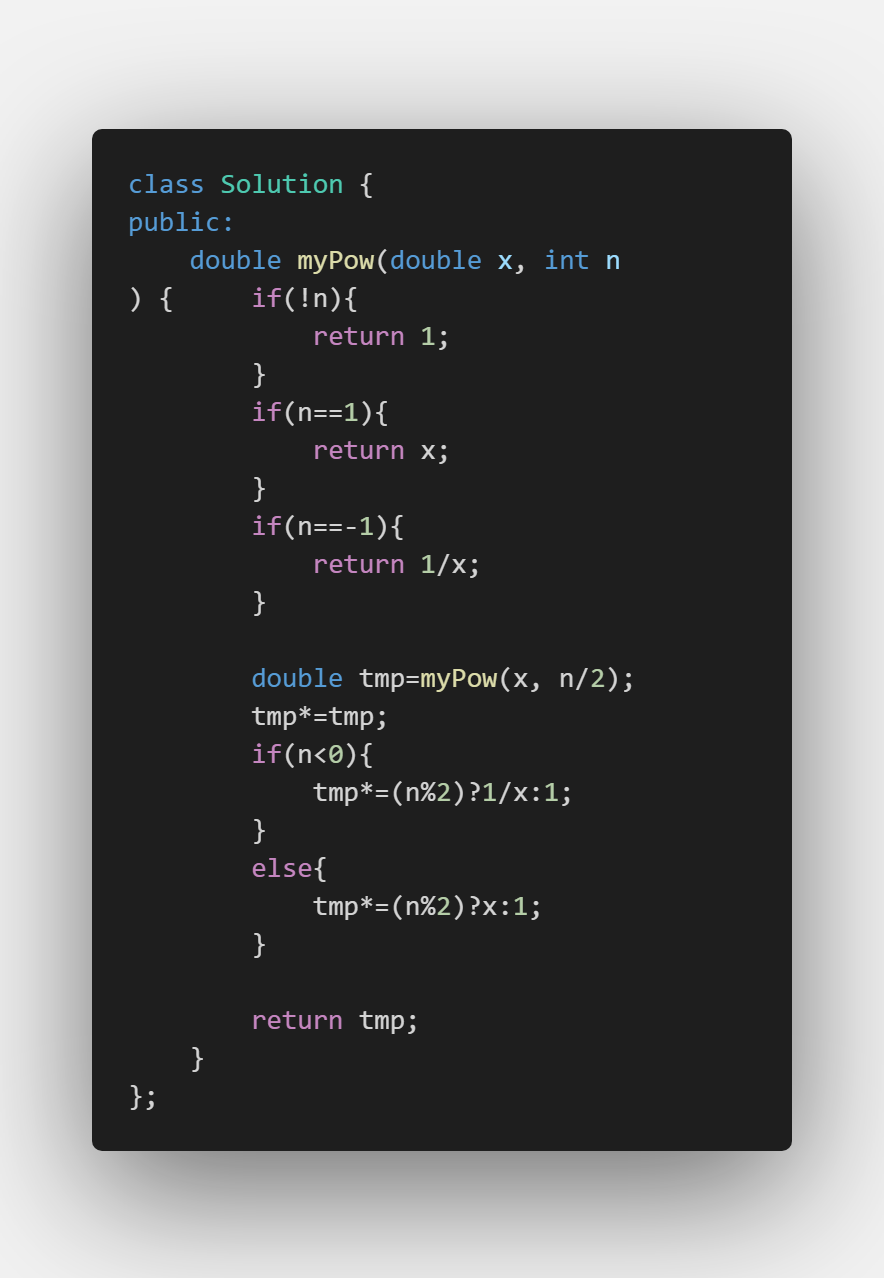 class Solution {
public:
    double myPow(double x, int n
) {     if(!n){
            return 1;
        }
        if(n==1){
            return x;
        }
        if(n==-1){
            return 1/x;
        }

        double tmp=myPow(x, n/2);
        tmp*=tmp;
        if(n<0){
            tmp*=(n%2)?1/x:1;
        }
        else{
            tmp*=(n%2)?x:1;
        }

        return tmp;
    }
};